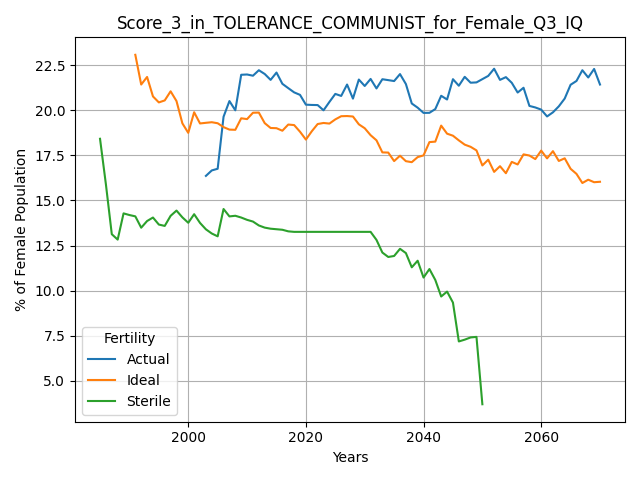 Score_3_in_TOLERANCE_COMMUNIST_for_Female_Q3_IQ
% of Female Population
22.5
20.0
17.5
15.0
12.5
10.0
7.5
5.0
Fertility
Actual
Ideal
Sterile
2000
2020
2040
2060
Years